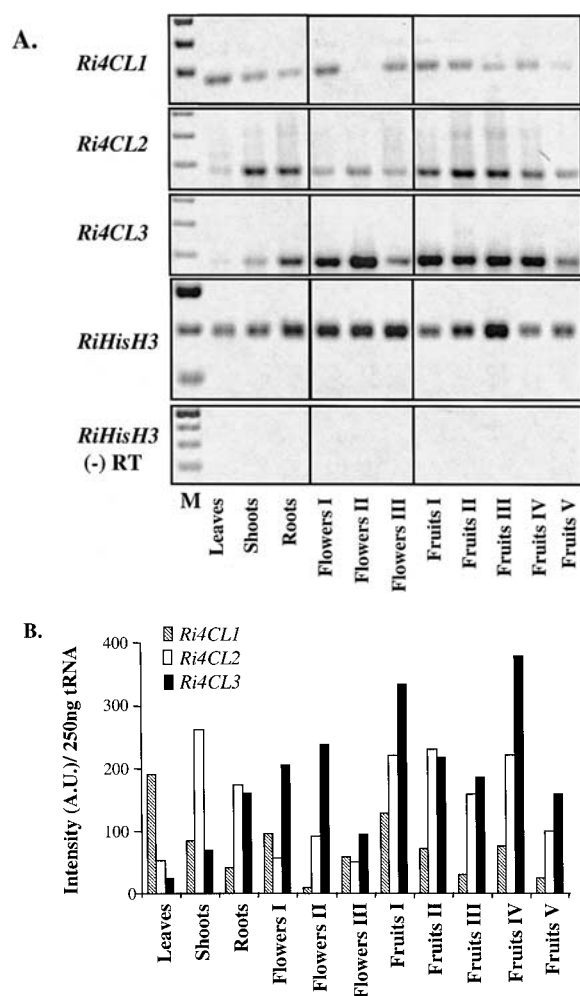 A.
Ri4CL1
Ri4CL2
Ri4CL3
RiHisH3
RiHisH3
(-) RT
M
Leaves
Shoots
Roots
Flowers I
Flowers II
Flowers III
Fruits I
Fruits II
Fruits III
Fruits IV
Fruits V
B.
Ri4CL1
Ri4CL2
Ri4CL3
Intensity (A.U.)/ 250ng tRNA
400
300
200
100
0
Leaves
Shoots
Roots
Flowers I
Flowers II
Flowers III
Fruits I
Fruits II
Fruits III
Fruits IV
Fruits V